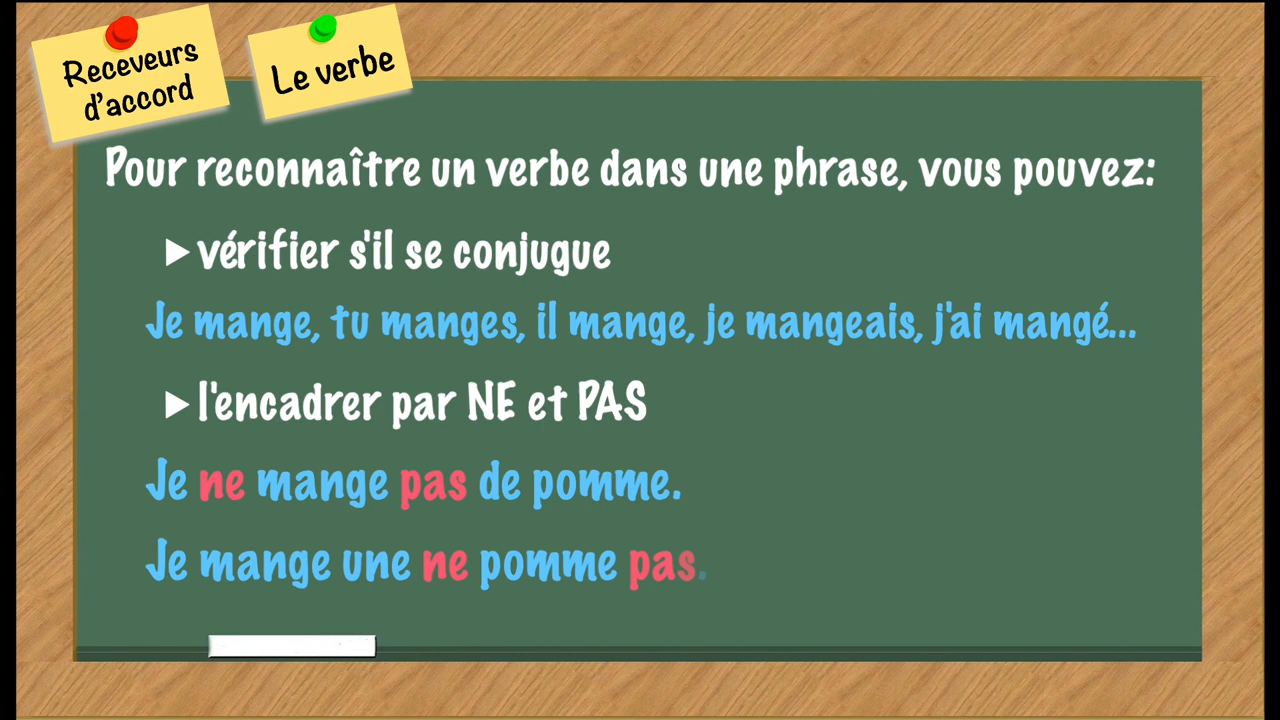 Receveurs
d'accord
Le verbe
Pour reconnaître un verbe dans une phrase, vous pouvez:
▶vérifier s'il se conjugue
Je mange, tu manges, il mange, je mangeais, j'ai mangé...
▶l'encadrer par NE et PAS
Je ne mange pas de pomme.
Je mange une ne pomme pas.